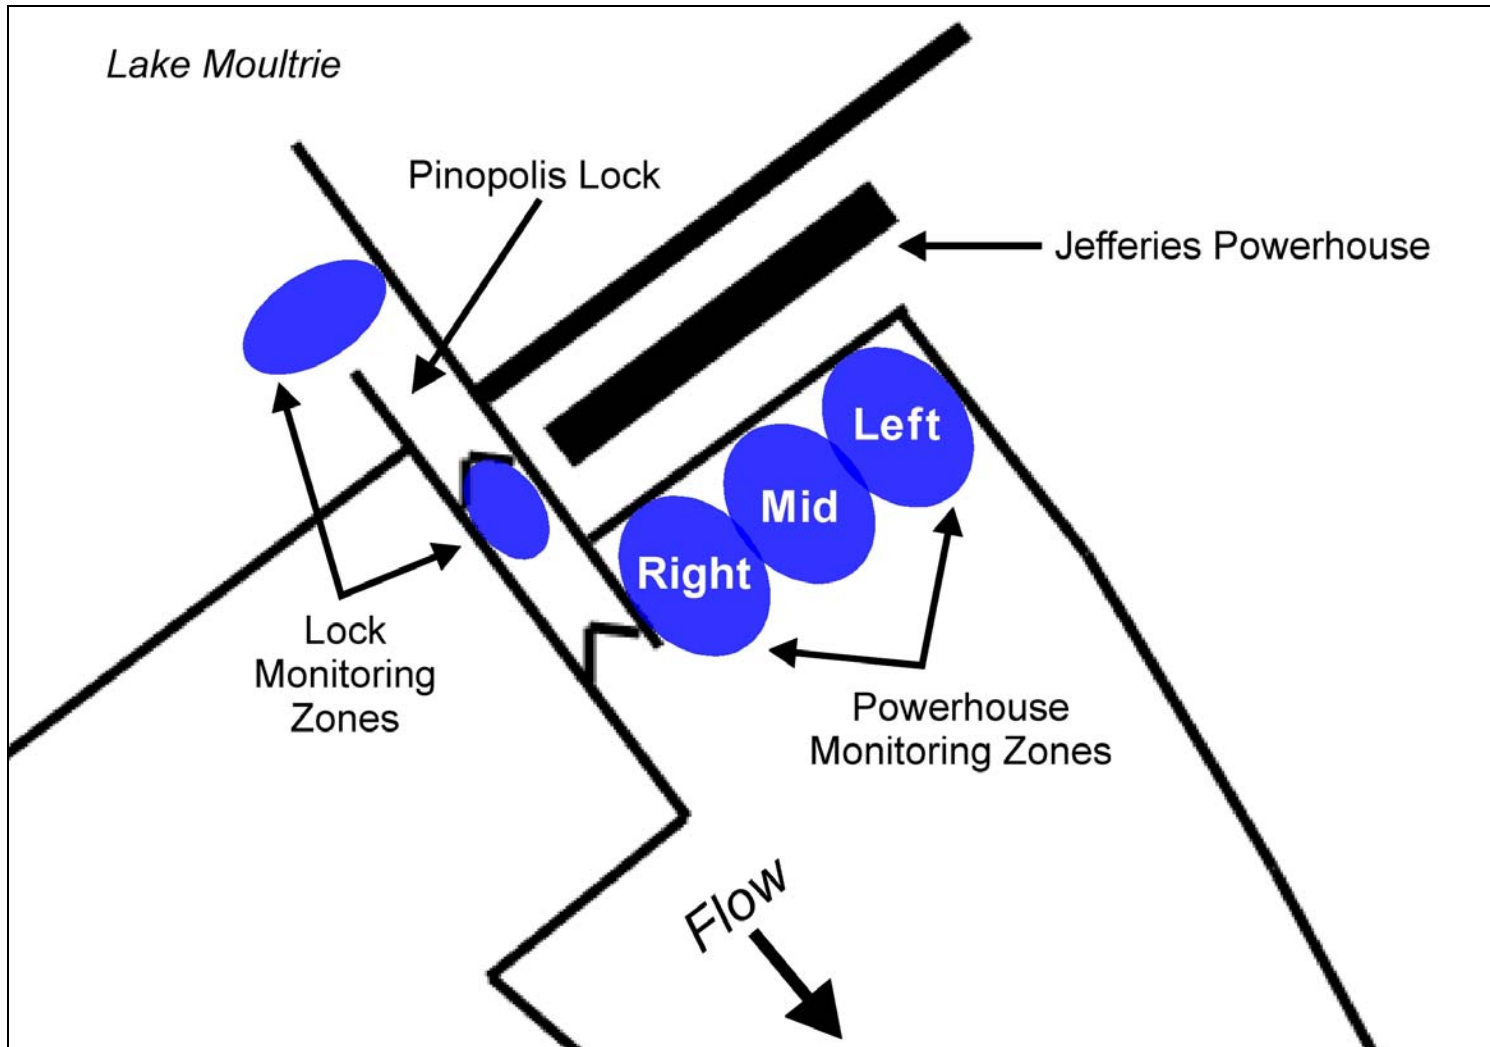 Lake Moultrie
Pinopolis Lock
Jefferies Powerhouse
Left
Mid
Right
Lock
Monitoring
Zones
Powerhouse
Monitoring Zones
Flow